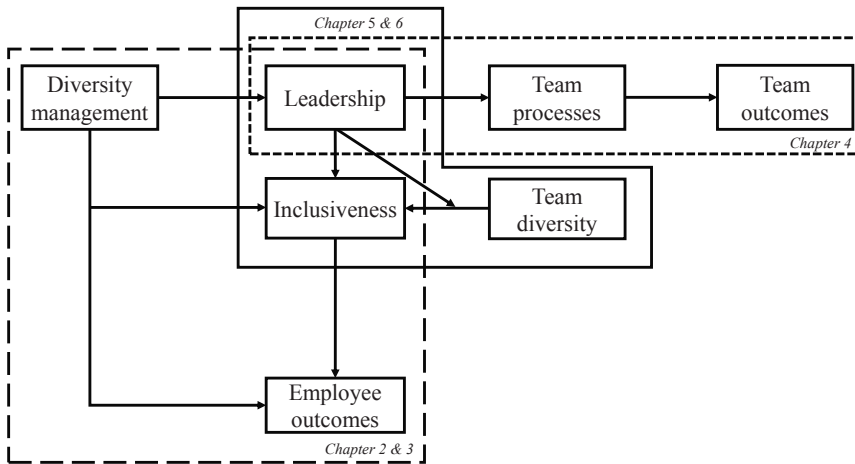 Chapter 5 & 6
Diversity
management
Leadership
Team
processes
Team
outcomes
Chapter 4
Inclusiveness
Team
diversity
Employee
outcomes
Chapter 2 & 3